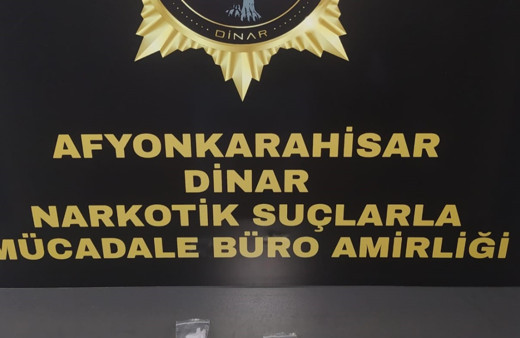 DİNAR
AFYONKARAHİSAR
DİNAR
NARKOTİK SUÇLARLA
MÜCADALE BÜRO AMİRLİĞİ